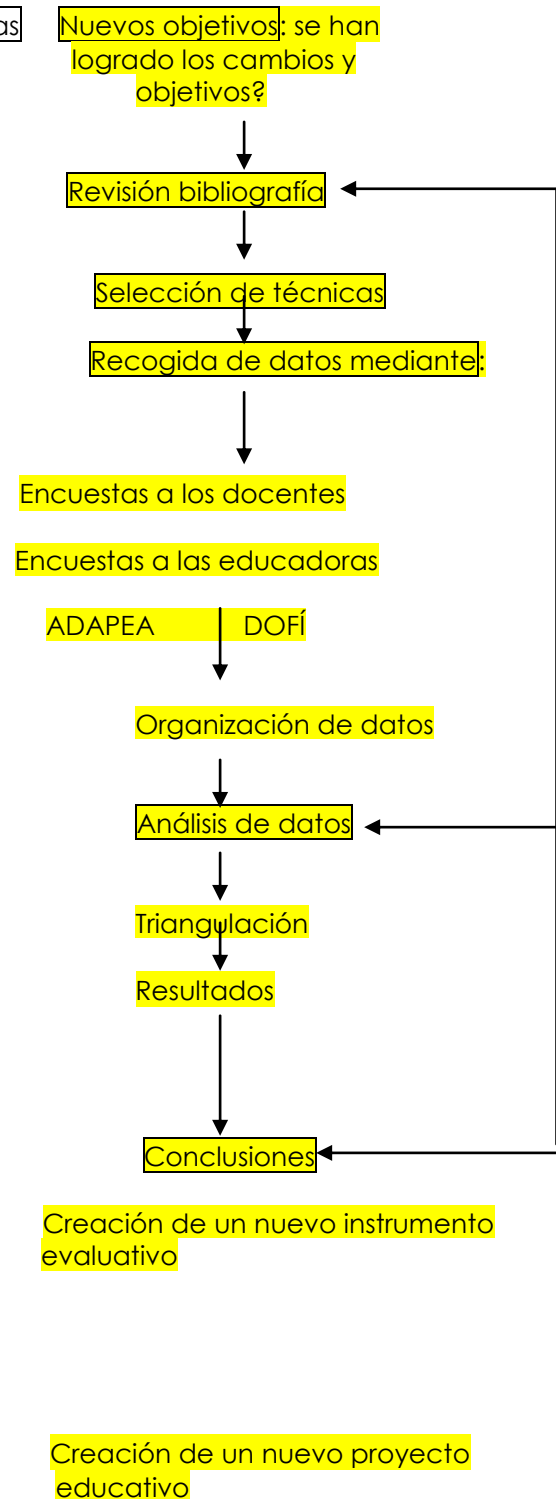 as
Nuevos objetivos: se han
logrado los cambios y
objetivos?
Revisión bibliografía
Selección de técnicas
Recogida de datos mediante:
Encuestas a los docentes
Encuestas a las educadoras
ADAPEA DOFÍ
Organización de datos
Análisis de datos
Triangulación
Resultados
Conclusiones
Creación de un nuevo instrumento
evaluativo
Creación de un nuevo proyecto
educativo